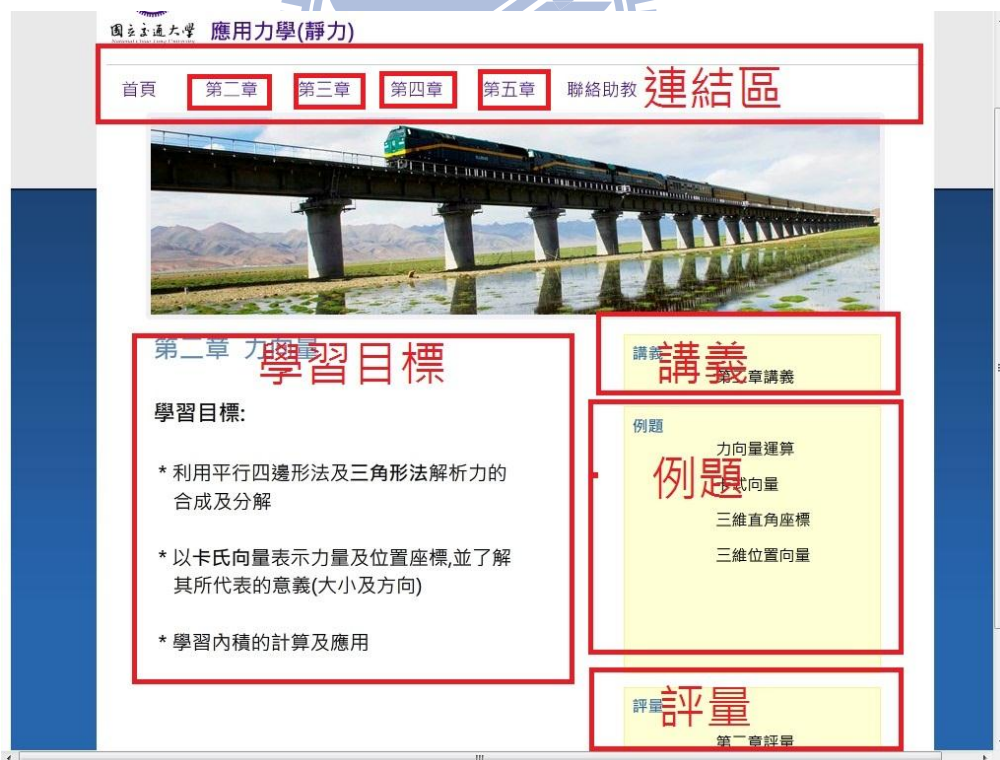 國立交通大學 應用力學(靜力)
首頁 第二章 第三章 第四章 第五章 聯絡助教 連結區
第二章 力向量
學習目標
學習目標:
* 利用平行四邊形法及三角形法解析力的
合成及分解
* 以卡氏向量表示力量及位置座標,並了解
其所代表的意義(大小及方向)
* 學習內積的計算及應用
講義
講義
第二章講義
例題
例題
力向量運算
卡式向量
三維直角座標
三維位置向量
評量
評量
第二章評量